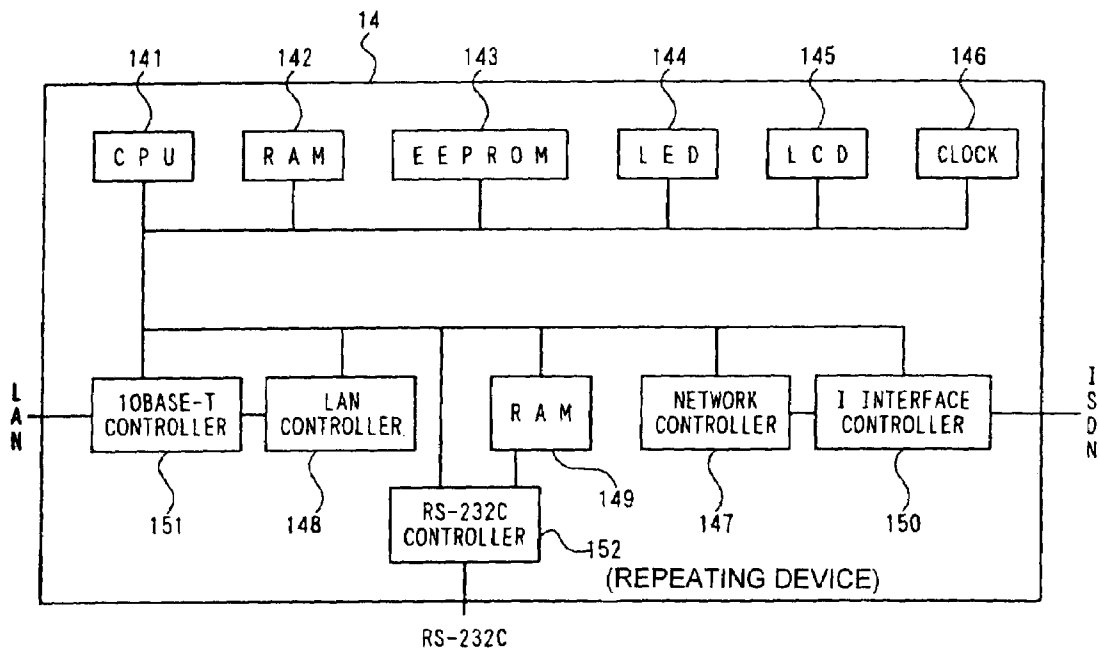 14
141
142
143
144
145
146
CPU
RAM
EEPROM
LED
LCD
CLOCK
LAN
10BASE-T
CONTROLLER
LAN
CONTROLLER
RAM
NETWORK
CONTROLLER
I INTERFACE
CONTROLLER
ISDN
151
148
149
147
150
RS-232C
CONTROLLER
152
(REPEATING DEVICE)
RS-232C